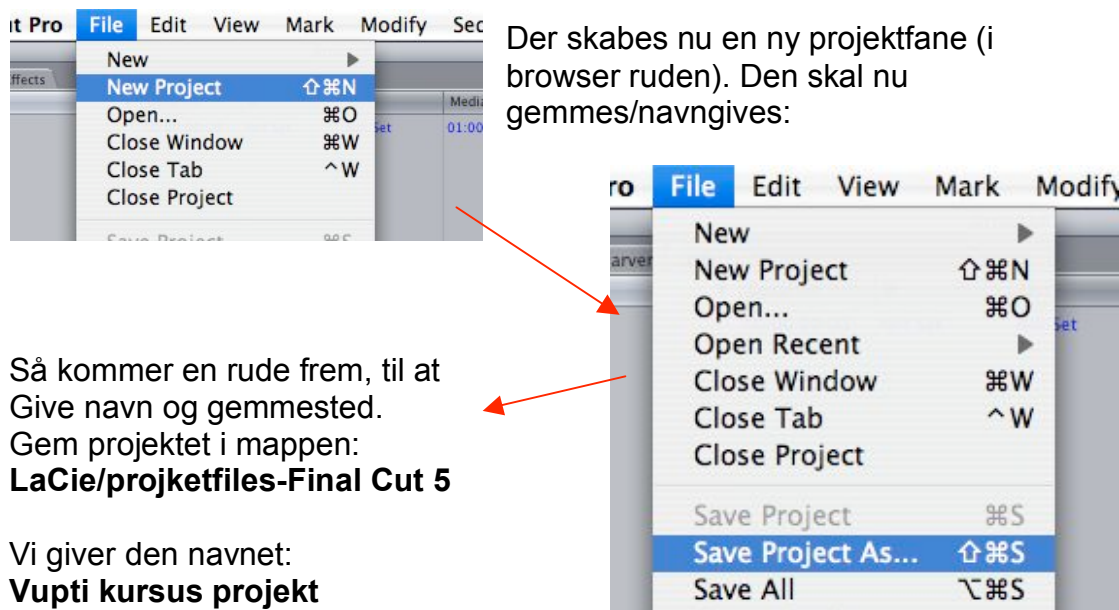 ut Pro File Edit View Mark Modify Sec
ffects
New
New Project ⇧⌘N
Open... ⌘O
Close Window ⌘W
Close Tab ^W
Close Project
Save Project ⌘S
Media
Set 01:00
Der skabes nu en ny projektfane (i
browser ruden). Den skal nu
gemmes/navngives:
ro File Edit View Mark Modify
arver
New
New Project ⇧⌘N
Open... ⌘O
Set
Open Recent
Close Window ⌘W
Close Tab ^W
Close Project
Save Project ⌘S
Save Project As... ⇧⌘S
Save All ⌥⌘S
Så kommer en rude frem, til at
Give navn og gemmested.
Gem projektet i mappen:
LaCie/projketfiles-Final Cut 5
Vi giver den navnet:
Vupti kursus projekt